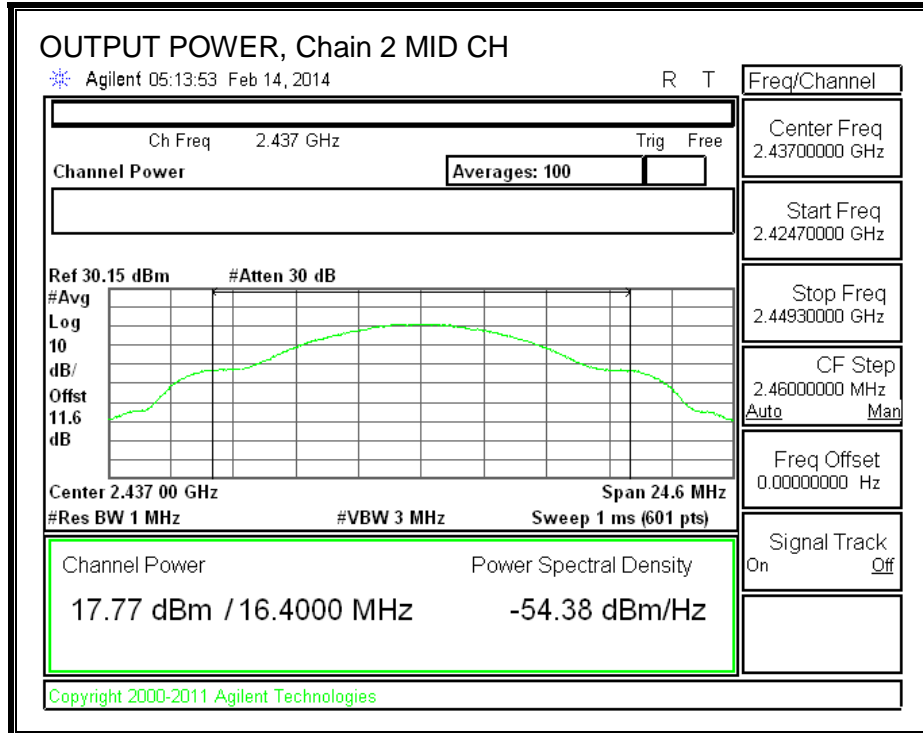 OUTPUT POWER, Chain 2 MID CH
Agilent 05:13:53 Feb 14, 2014 R T
Freq/Channel
Ch Freq 2.437 GHz Trig Free
Channel Power Averages: 100
Center Freq
2.43700000 GHz
Start Freq
2.42470000 GHz
Stop Freq
2.44930000 GHz
CF Step
2.46000000 MHz
Auto Man
Freq Offset
0.00000000 Hz
Signal Track
On Off
Ref 30.15 dBm #Atten 30 dB
#Avg
Log
10
dB/
Offst
11.6
dB
Center 2.437 00 GHz Span 24.6 MHz
#Res BW 1 MHz #VBW 3 MHz Sweep 1 ms (601 pts)
Channel Power Power Spectral Density
17.77 dBm / 16.4000 MHz -54.38 dBm/Hz
Copyright 2000-2011 Agilent Technologies